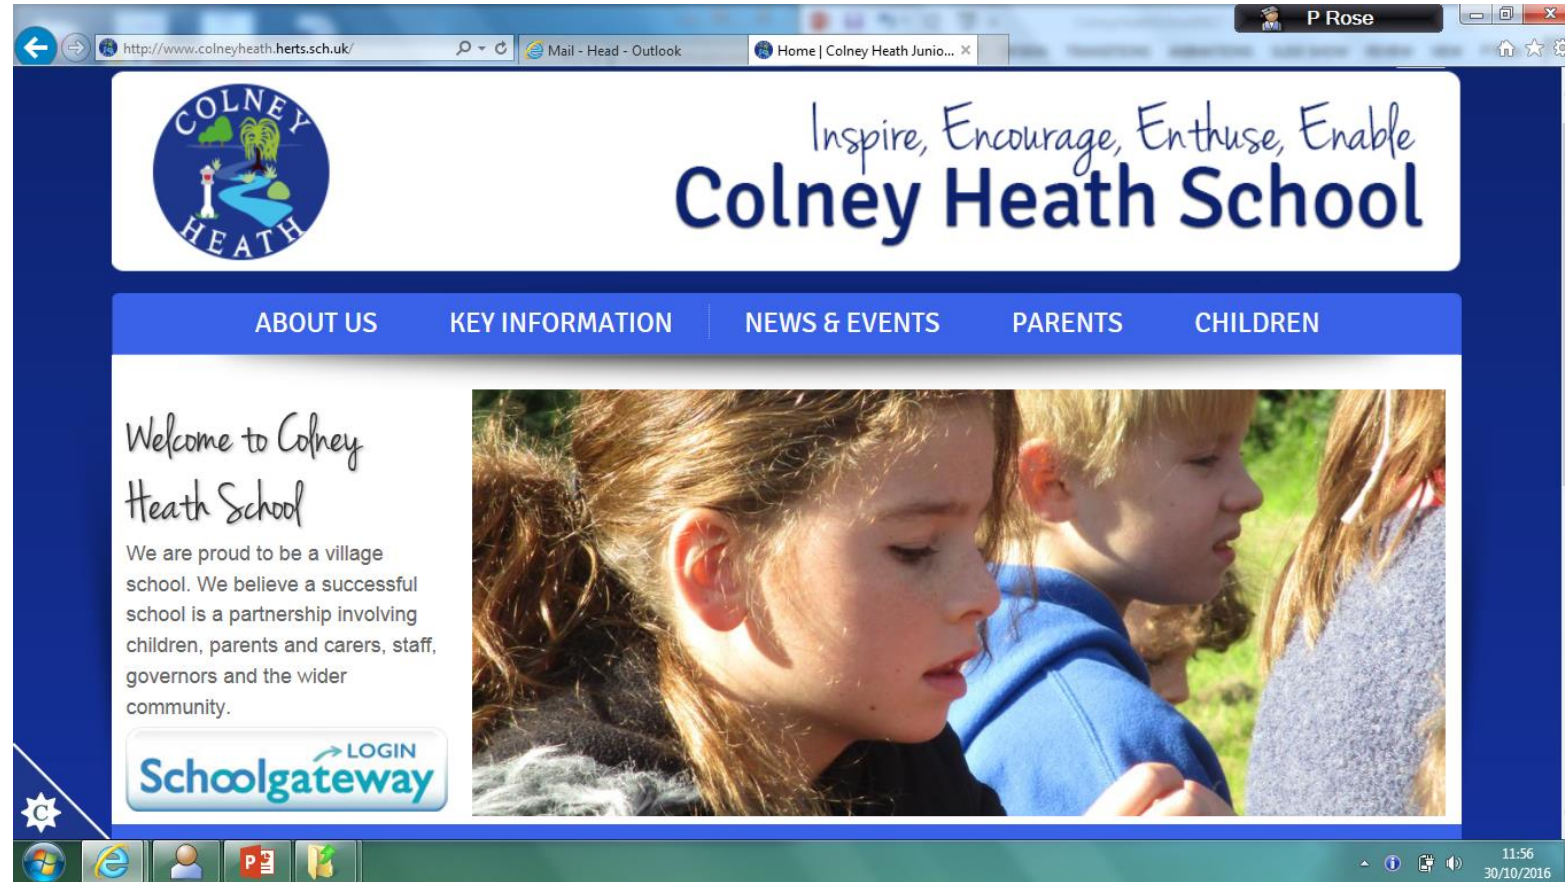 P Rose
http://www.colneyheath.herts.sch.uk/
Mail - Head - Outlook
Home | Colney Heath Junio...
COLNEY
HEATH
Inspire, Encourage, Enthuse, Enable
Colney Heath School
ABOUT US KEY INFORMATION NEWS & EVENTS PARENTS CHILDREN
Welcome to Colney
Heath School
We are proud to be a village
school. We believe a successful
school is a partnership involving
children, parents and carers, staff,
governors and the wider
community.
LOGIN
Schoolgateway
C
11:56
30/10/2016